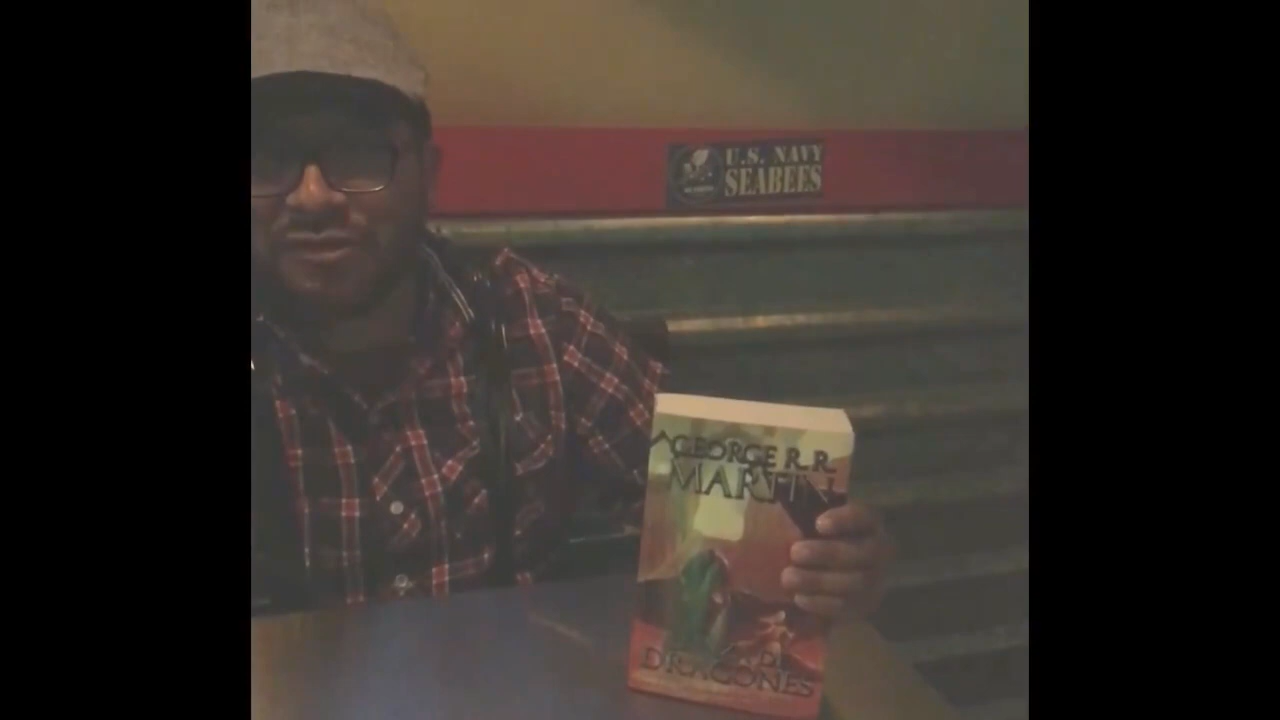 U.S. NAVY
SEABEES
GEORGE R.R.
MARTIN
DRAGONES